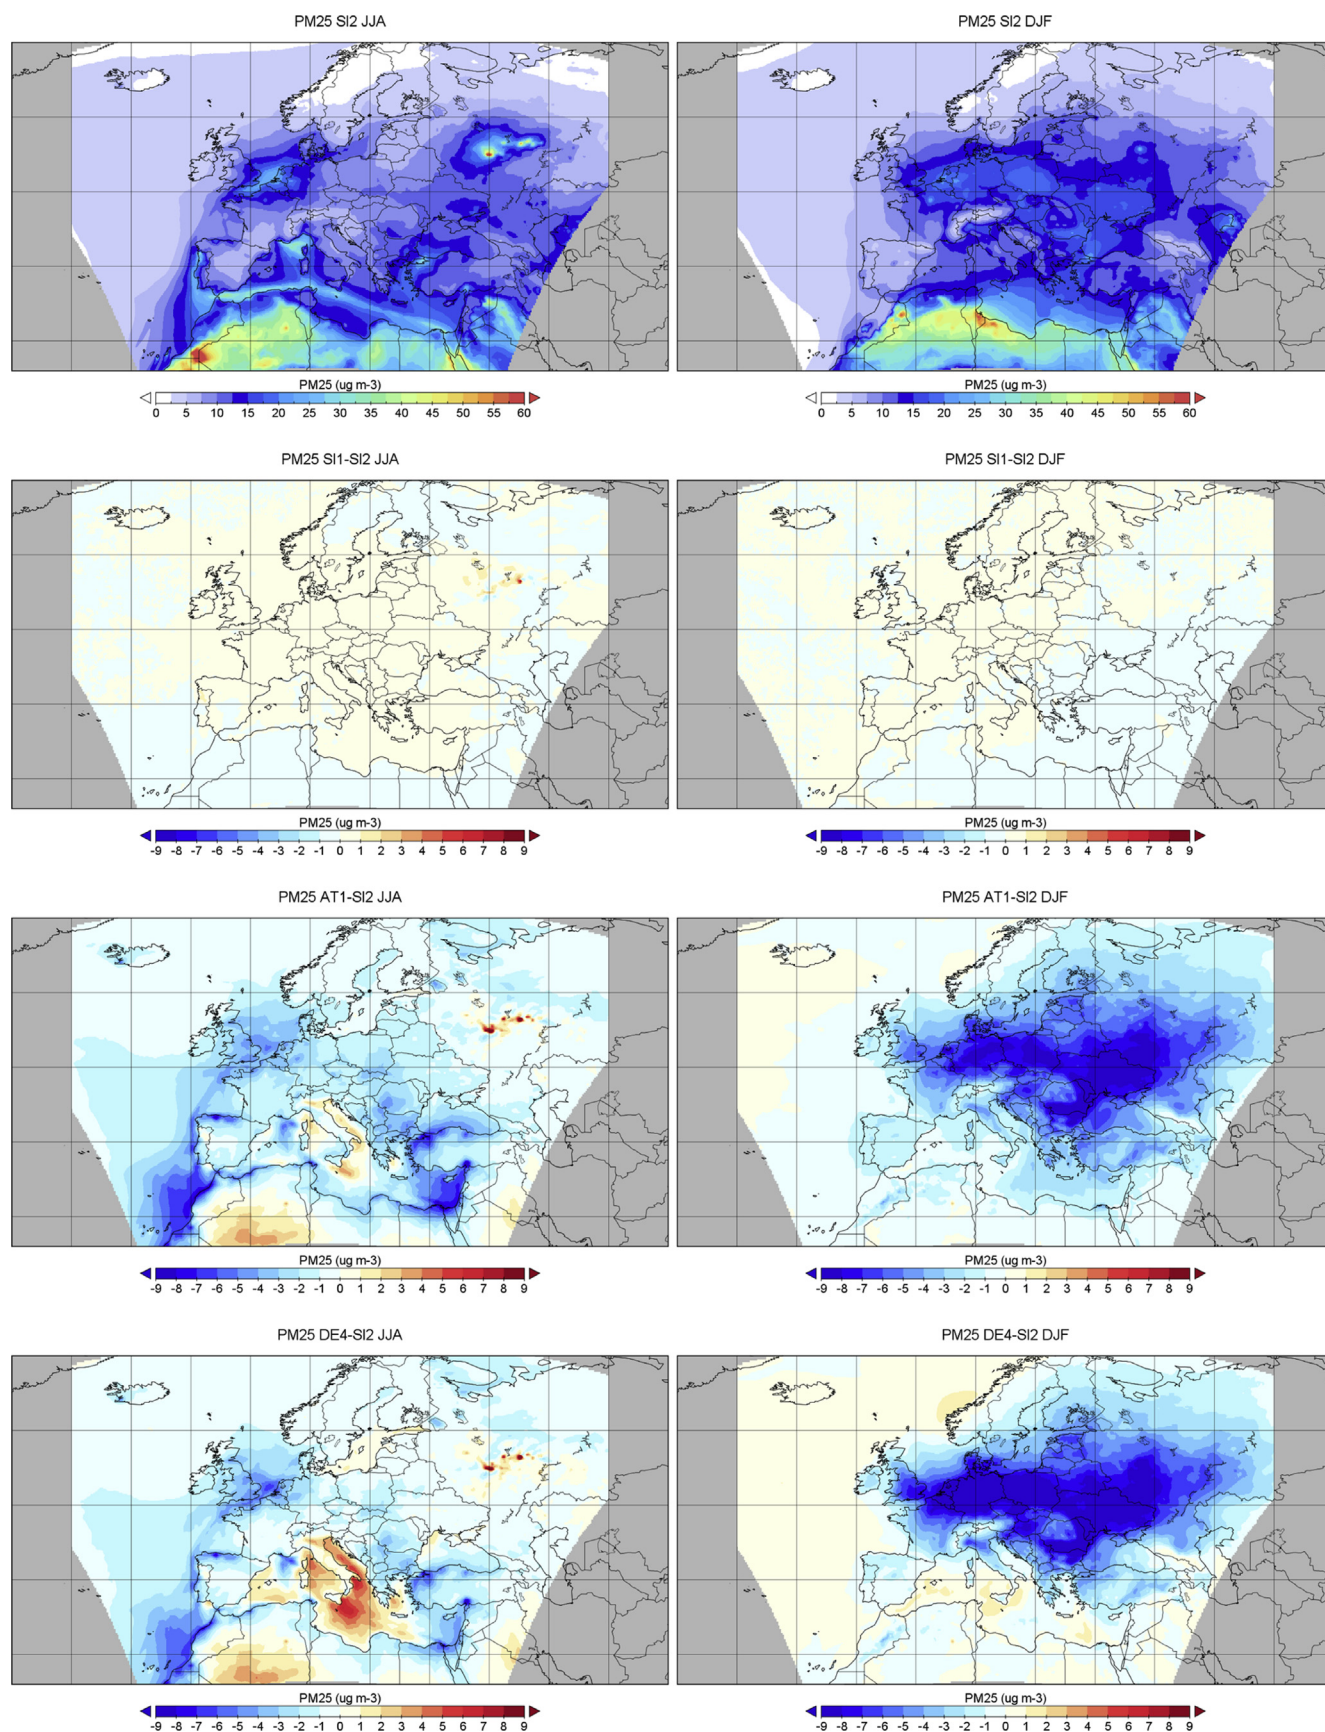 PM25 SI2 JJA
PM25 SI2 DJF
PM25 (ug m-3)
0 5 10 15 20 25 30 35 40 45 50 55 60
PM25 (ug m-3)
0 5 10 15 20 25 30 35 40 45 50 55 60
PM25 SI1-SI2 JJA
PM25 SI1-SI2 DJF
PM25 (ug m-3)
-9 -8 -7 -6 -5 -4 -3 -2 -1 0 1 2 3 4 5 6 7 8 9
PM25 (ug m-3)
-9 -8 -7 -6 -5 -4 -3 -2 -1 0 1 2 3 4 5 6 7 8 9
PM25 AT1-SI2 JJA
PM25 AT1-SI2 DJF
PM25 (ug m-3)
-9 -8 -7 -6 -5 -4 -3 -2 -1 0 1 2 3 4 5 6 7 8 9
PM25 (ug m-3)
-9 -8 -7 -6 -5 -4 -3 -2 -1 0 1 2 3 4 5 6 7 8 9
PM25 DE4-SI2 JJA
PM25 DE4-SI2 DJF
PM25 (ug m-3)
-9 -8 -7 -6 -5 -4 -3 -2 -1 0 1 2 3 4 5 6 7 8 9
PM25 (ug m-3)
-9 -8 -7 -6 -5 -4 -3 -2 -1 0 1 2 3 4 5 6 7 8 9